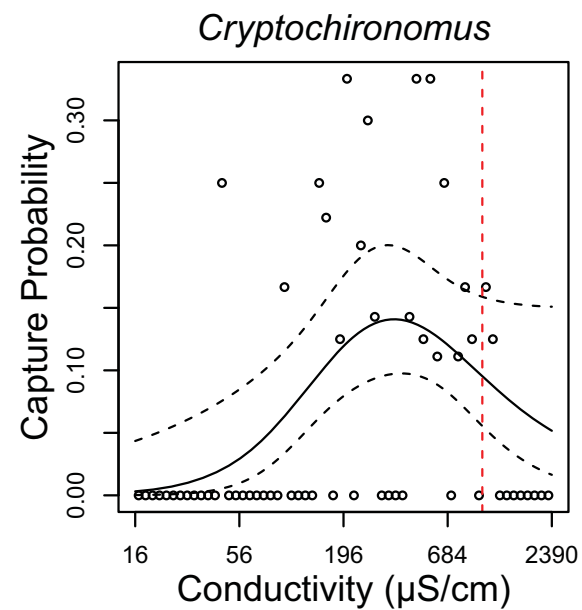 Cryptochironomus
Capture Probability
0.30
0.20
0.10
0.00
16 56 196 684 2390
Conductivity (µS/cm)